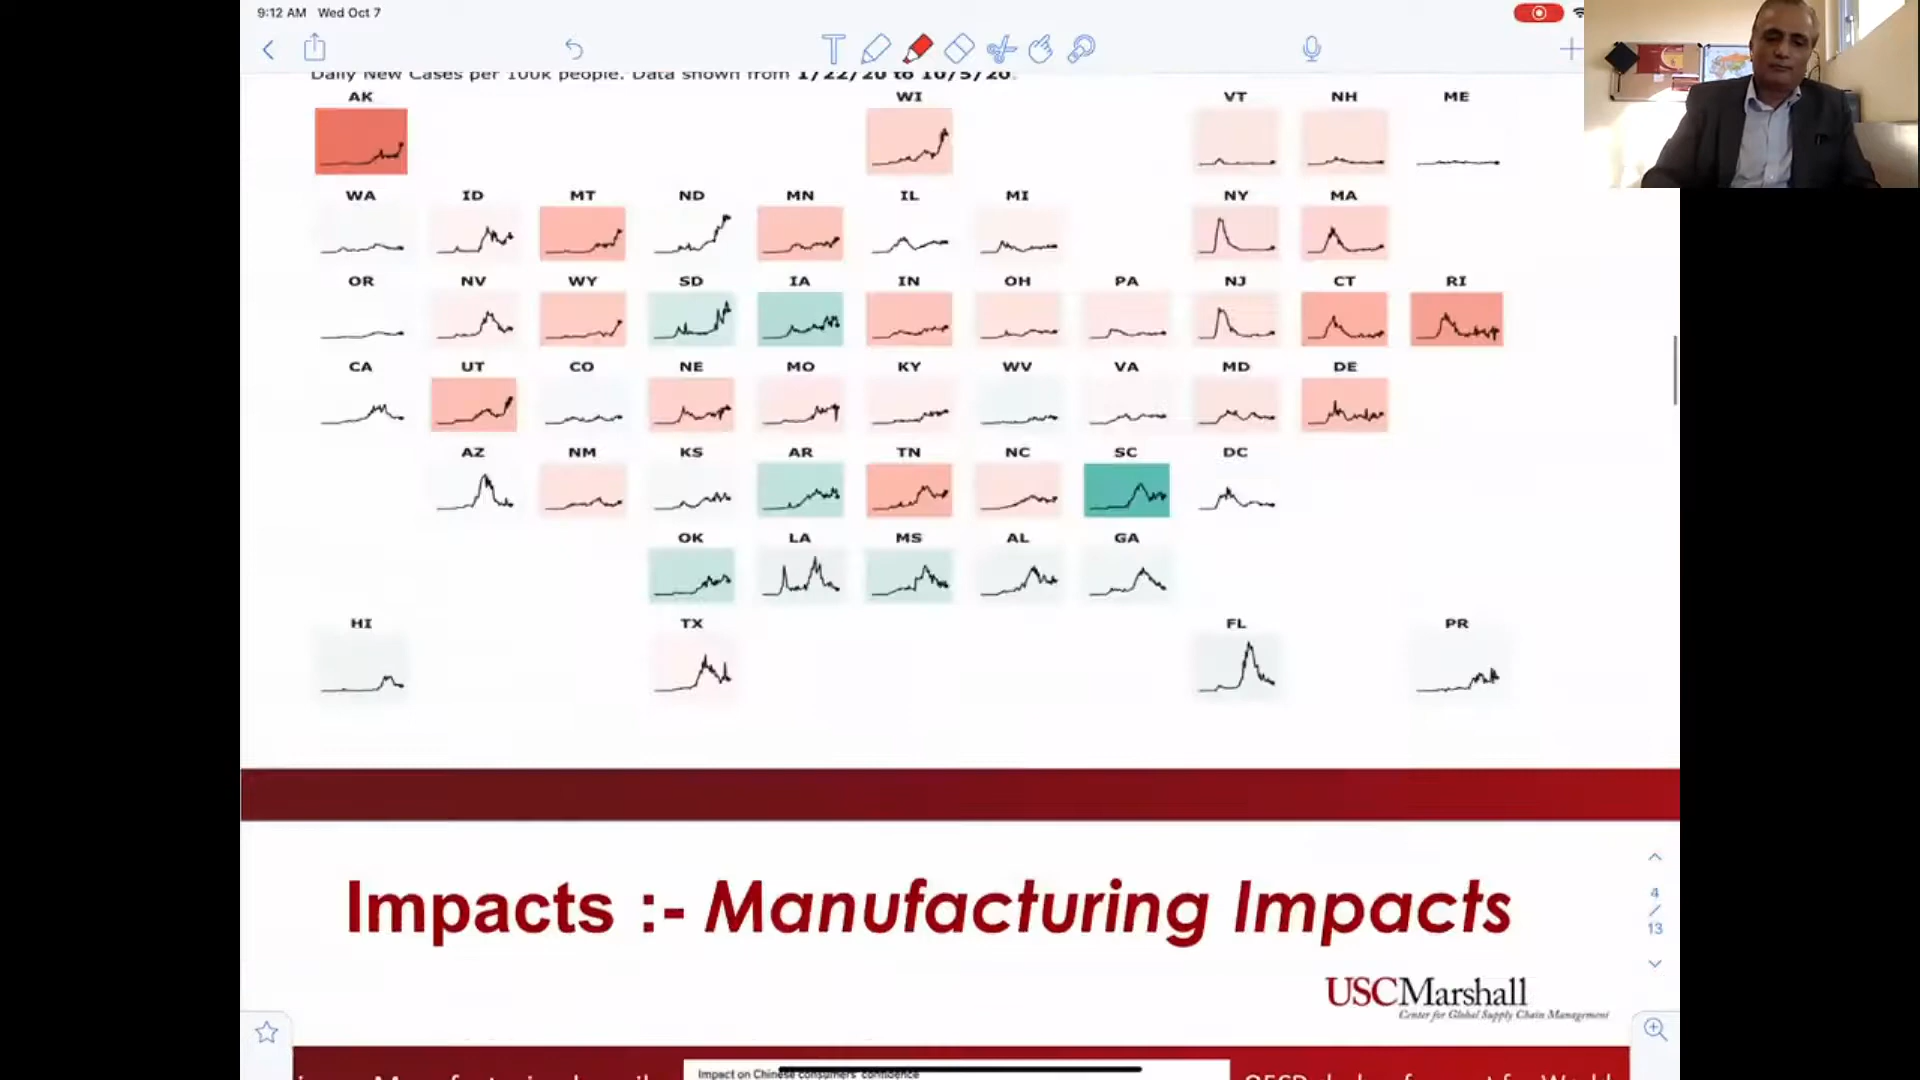 9:12 AM Wed Oct 7
Daily New Cases per 100k people. Data shown from 1/22/20 to 10/5/20.
AK WI VT NH ME
WA ID MT ND MN IL MI NY MA
OR NV WY SD IA IN OH PA NJ CT RI
CA UT CO NE MO KY WV VA MD DE
AZ NM KS AR TN NC SC DC
OK LA MS AL GA
HI TX FL PR
Impacts :- Manufacturing Impacts
4
/
13
USCMarshall
Center for Global Supply Chain Management
Impact on Chinese consumers' confidence